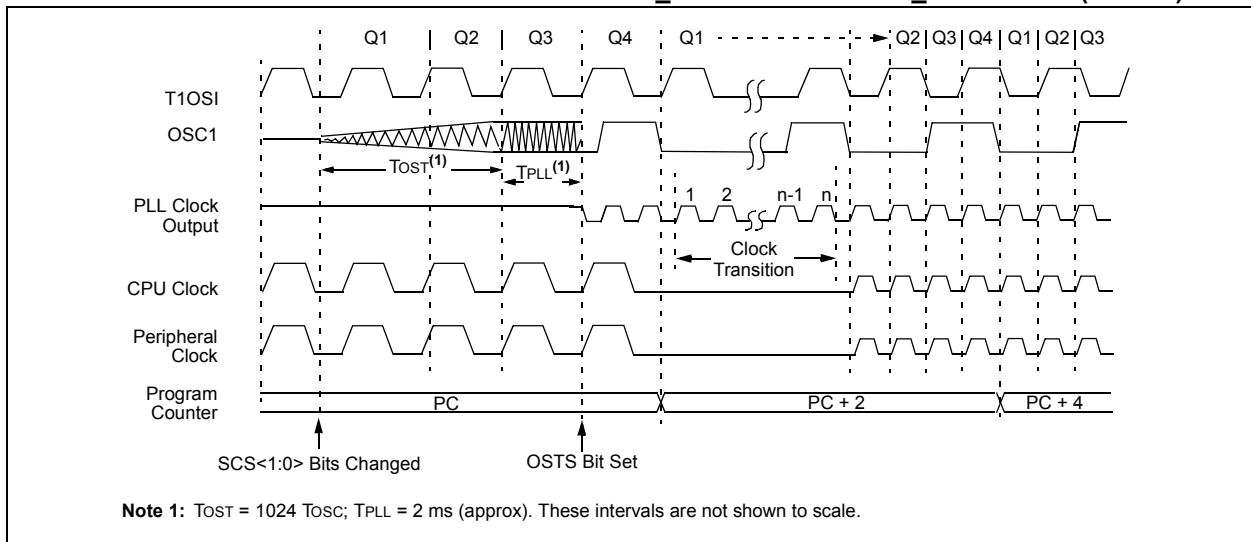 Q1 Q2 Q3 Q4 Q1 Q2 Q3 Q4 Q1 Q2 Q3
T1OSI
OSC1
TOST(1)
TPLL(1)
1 2 n-1 n
PLL Clock
Output
Clock
Transition
CPU Clock
Peripheral
Clock
Program
Counter
PC PC + 2 PC + 4
SCS<1:0> Bits Changed
OSTS Bit Set
Note 1: TOST = 1024 TOSC; TPLL = 2 ms (approx). These intervals are not shown to scale.